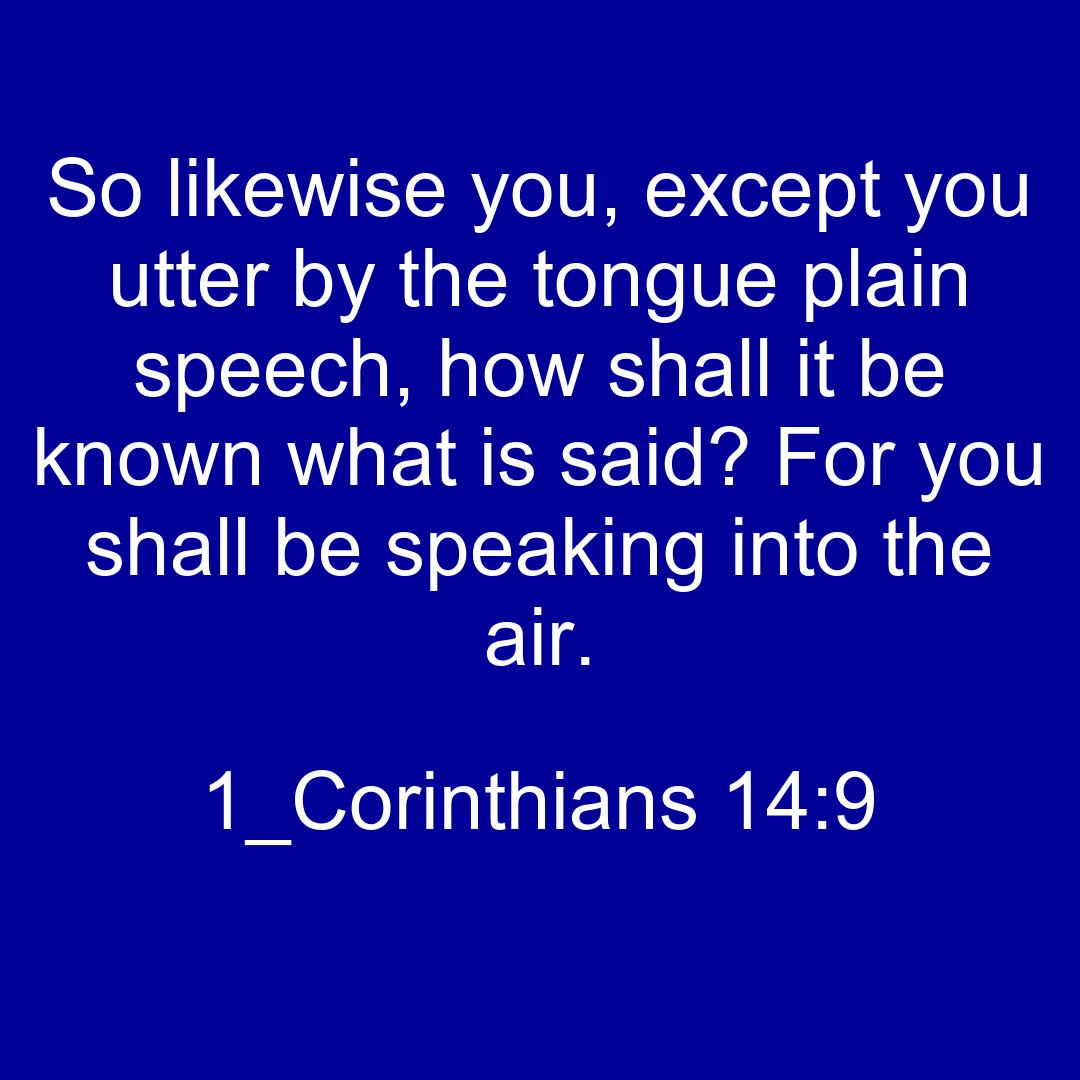 So likewise you, except you
utter by the tongue plain
speech, how shall it be
known what is said? For you
shall be speaking into the
air.
1_Corinthians 14:9